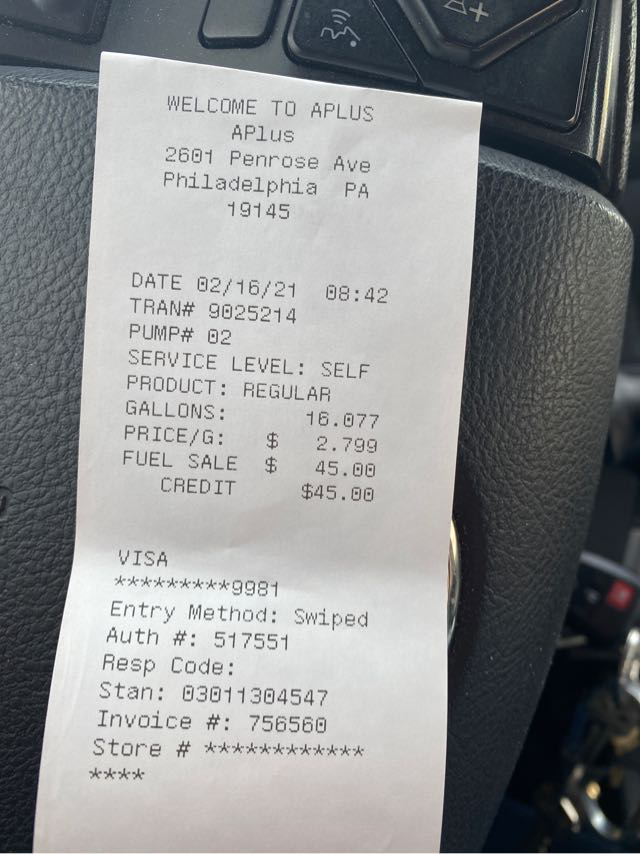 WELCOME TO APLUS
APlus
2601 Penrose Ave
Philadelphia PA
19145
DATE 02/16/21 08:42
TRAN# 9025214
PUMP# 02
SERVICE LEVEL: SELF
PRODUCT: REGULAR
GALLONS: 16.077
PRICE/G: $ 2.799
FUEL SALE $ 45.00
CREDIT $45.00
VISA
*********9981
Entry Method: Swiped
Auth #: 517551
Resp Code:
Stan: 03011304547
Invoice #: 756560
Store # ************
****